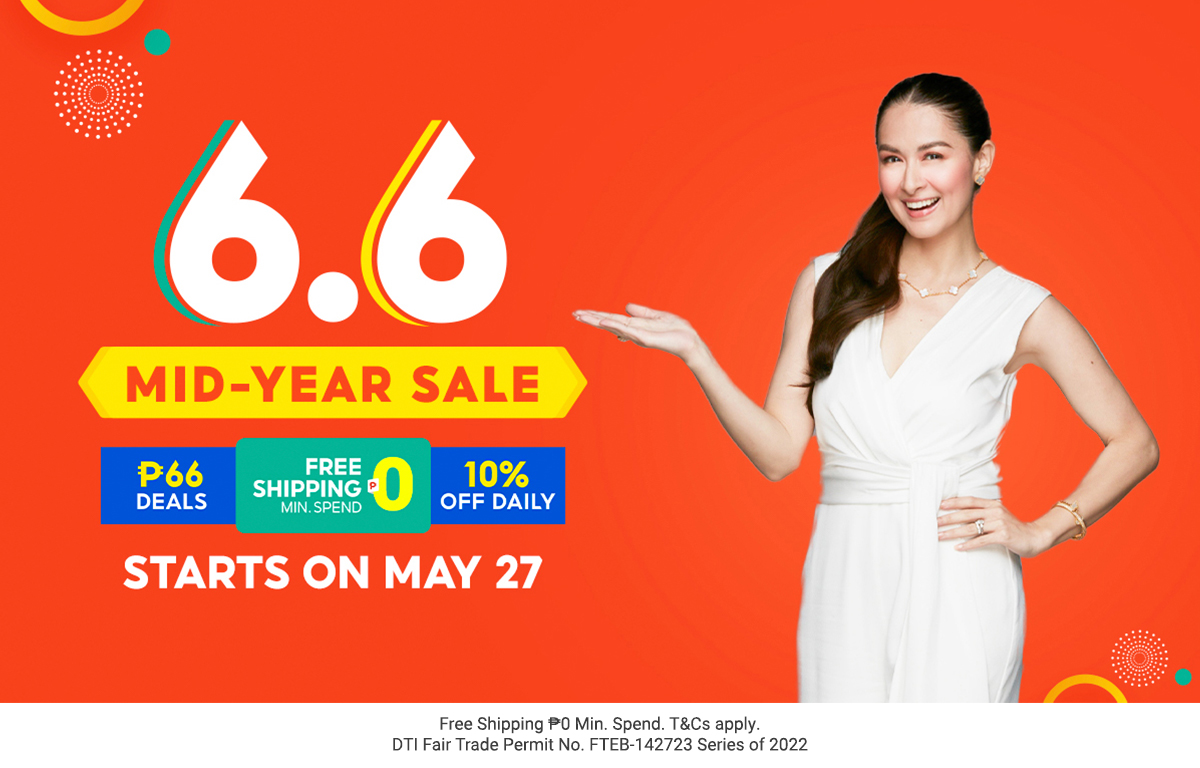 6.6
MID-YEAR SALE
₱66
DEALS
FREE
SHIPPING ₱0
MIN. SPEND
10%
OFF DAILY
STARTS ON MAY 27
Free Shipping ₱0 Min. Spend. T&Cs apply.
DTI Fair Trade Permit No. FTEB-142723 Series of 2022